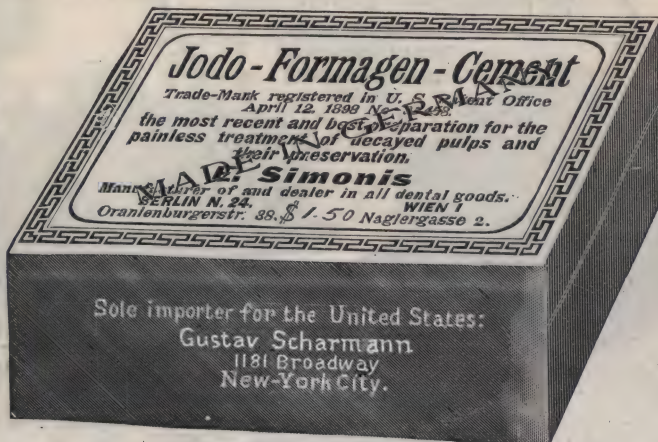 Jodo-Formagen-Cement
MADE IN GERMANY
Trade-Mark registered in U. S. Patent Office
April 12. 1898
the most recent and best preparation for the
painless treatment of decayed pulps and
their preservation.
Simonis
Manufacturer of and dealer in all dental goods.
BERLIN N. 24. WIEN I
Oranienburgerstr. 38. $1.50 Naglergasse 2.
Sole importer for the United States:
Gustav Scharmann
1181 Broadway
New-York City.